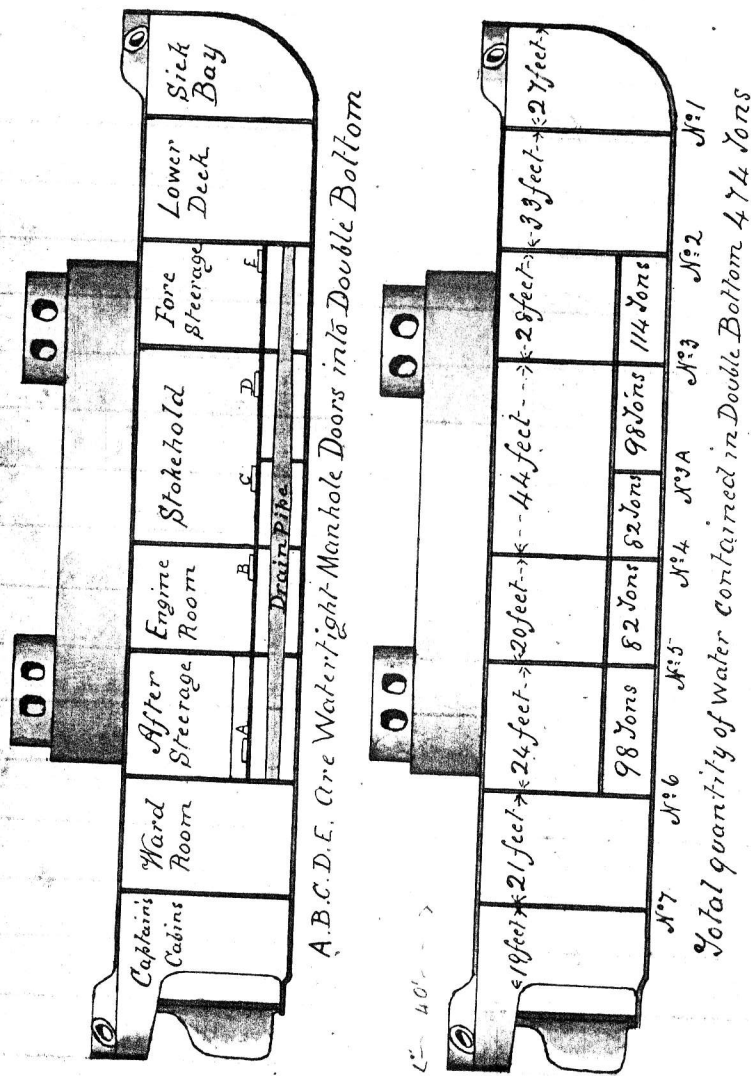 Captain's Cabins
Ward Room
After Steerage
Engine Room
Stokehold
Fore Steerage
Lower Deck
Sick Bay
A
B
C
D
E
Drain Pipe
A.B.C.D.E. Are Watertight Manhole Doors into Double Bottom
40'
19 feet
21 feet
24 feet
20 feet
44 feet
28 feet
33 feet
27 feet
98 Tons
82 Tons
82 Tons
98 Tons
114 Tons
Nº 7
Nº 6
Nº 5
Nº 4
Nº 3A
Nº 3
Nº 2
Nº 1
Total quantity of Water contained in Double Bottom 474 Tons